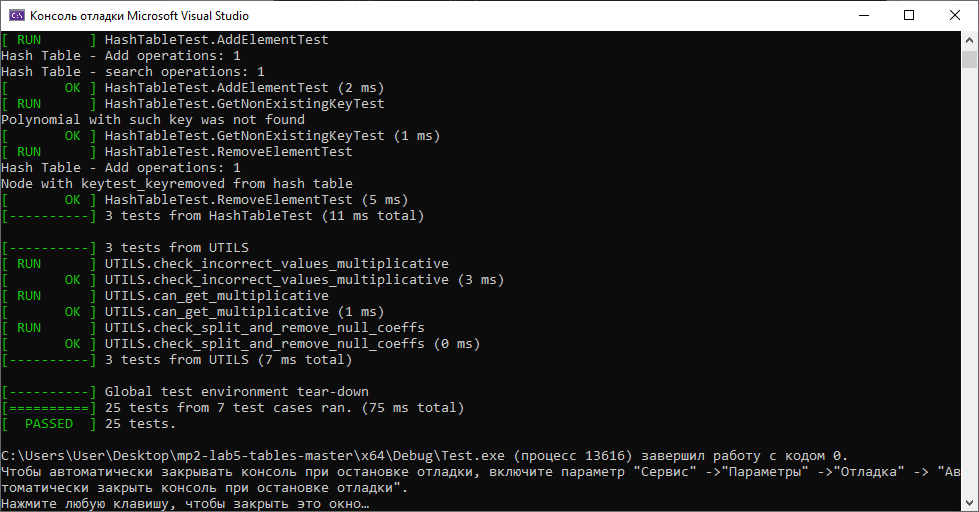 Консоль отладки Microsoft Visual Studio
[ RUN      ] HashTableTest.AddElementTest
Hash Table - Add operations: 1
Hash Table - search operations: 1
[       OK ] HashTableTest.AddElementTest (2 ms)
[ RUN      ] HashTableTest.GetNonExistingKeyTest
Polynomial with such key was not found
[       OK ] HashTableTest.GetNonExistingKeyTest (1 ms)
[ RUN      ] HashTableTest.RemoveElementTest
Hash Table - Add operations: 1
Node with keytest_keyremoved from hash table
[       OK ] HashTableTest.RemoveElementTest (5 ms)
[----------] 3 tests from HashTableTest (11 ms total)
[----------] 3 tests from UTILS
[ RUN      ] UTILS.check_incorrect_values_multiplicative
[       OK ] UTILS.check_incorrect_values_multiplicative (3 ms)
[ RUN      ] UTILS.can_get_multiplicative
[       OK ] UTILS.can_get_multiplicative (1 ms)
[ RUN      ] UTILS.check_split_and_remove_null_coeffs
[       OK ] UTILS.check_split_and_remove_null_coeffs (0 ms)
[----------] 3 tests from UTILS (7 ms total)
[----------] Global test environment tear-down
[==========] 25 tests from 7 test cases ran. (75 ms total)
[  PASSED  ] 25 tests.
C:\Users\User\Desktop\mp2-lab5-tables-master\x64\Debug\Test.exe (процесс 13616) завершил работу с кодом 0.
Чтобы автоматически закрывать консоль при остановке отладки, включите параметр "Сервис" ->"Параметры" ->"Отладка" -> "Ав
томатически закрыть консоль при остановке отладки".
Нажмите любую клавишу, чтобы закрыть это окно…